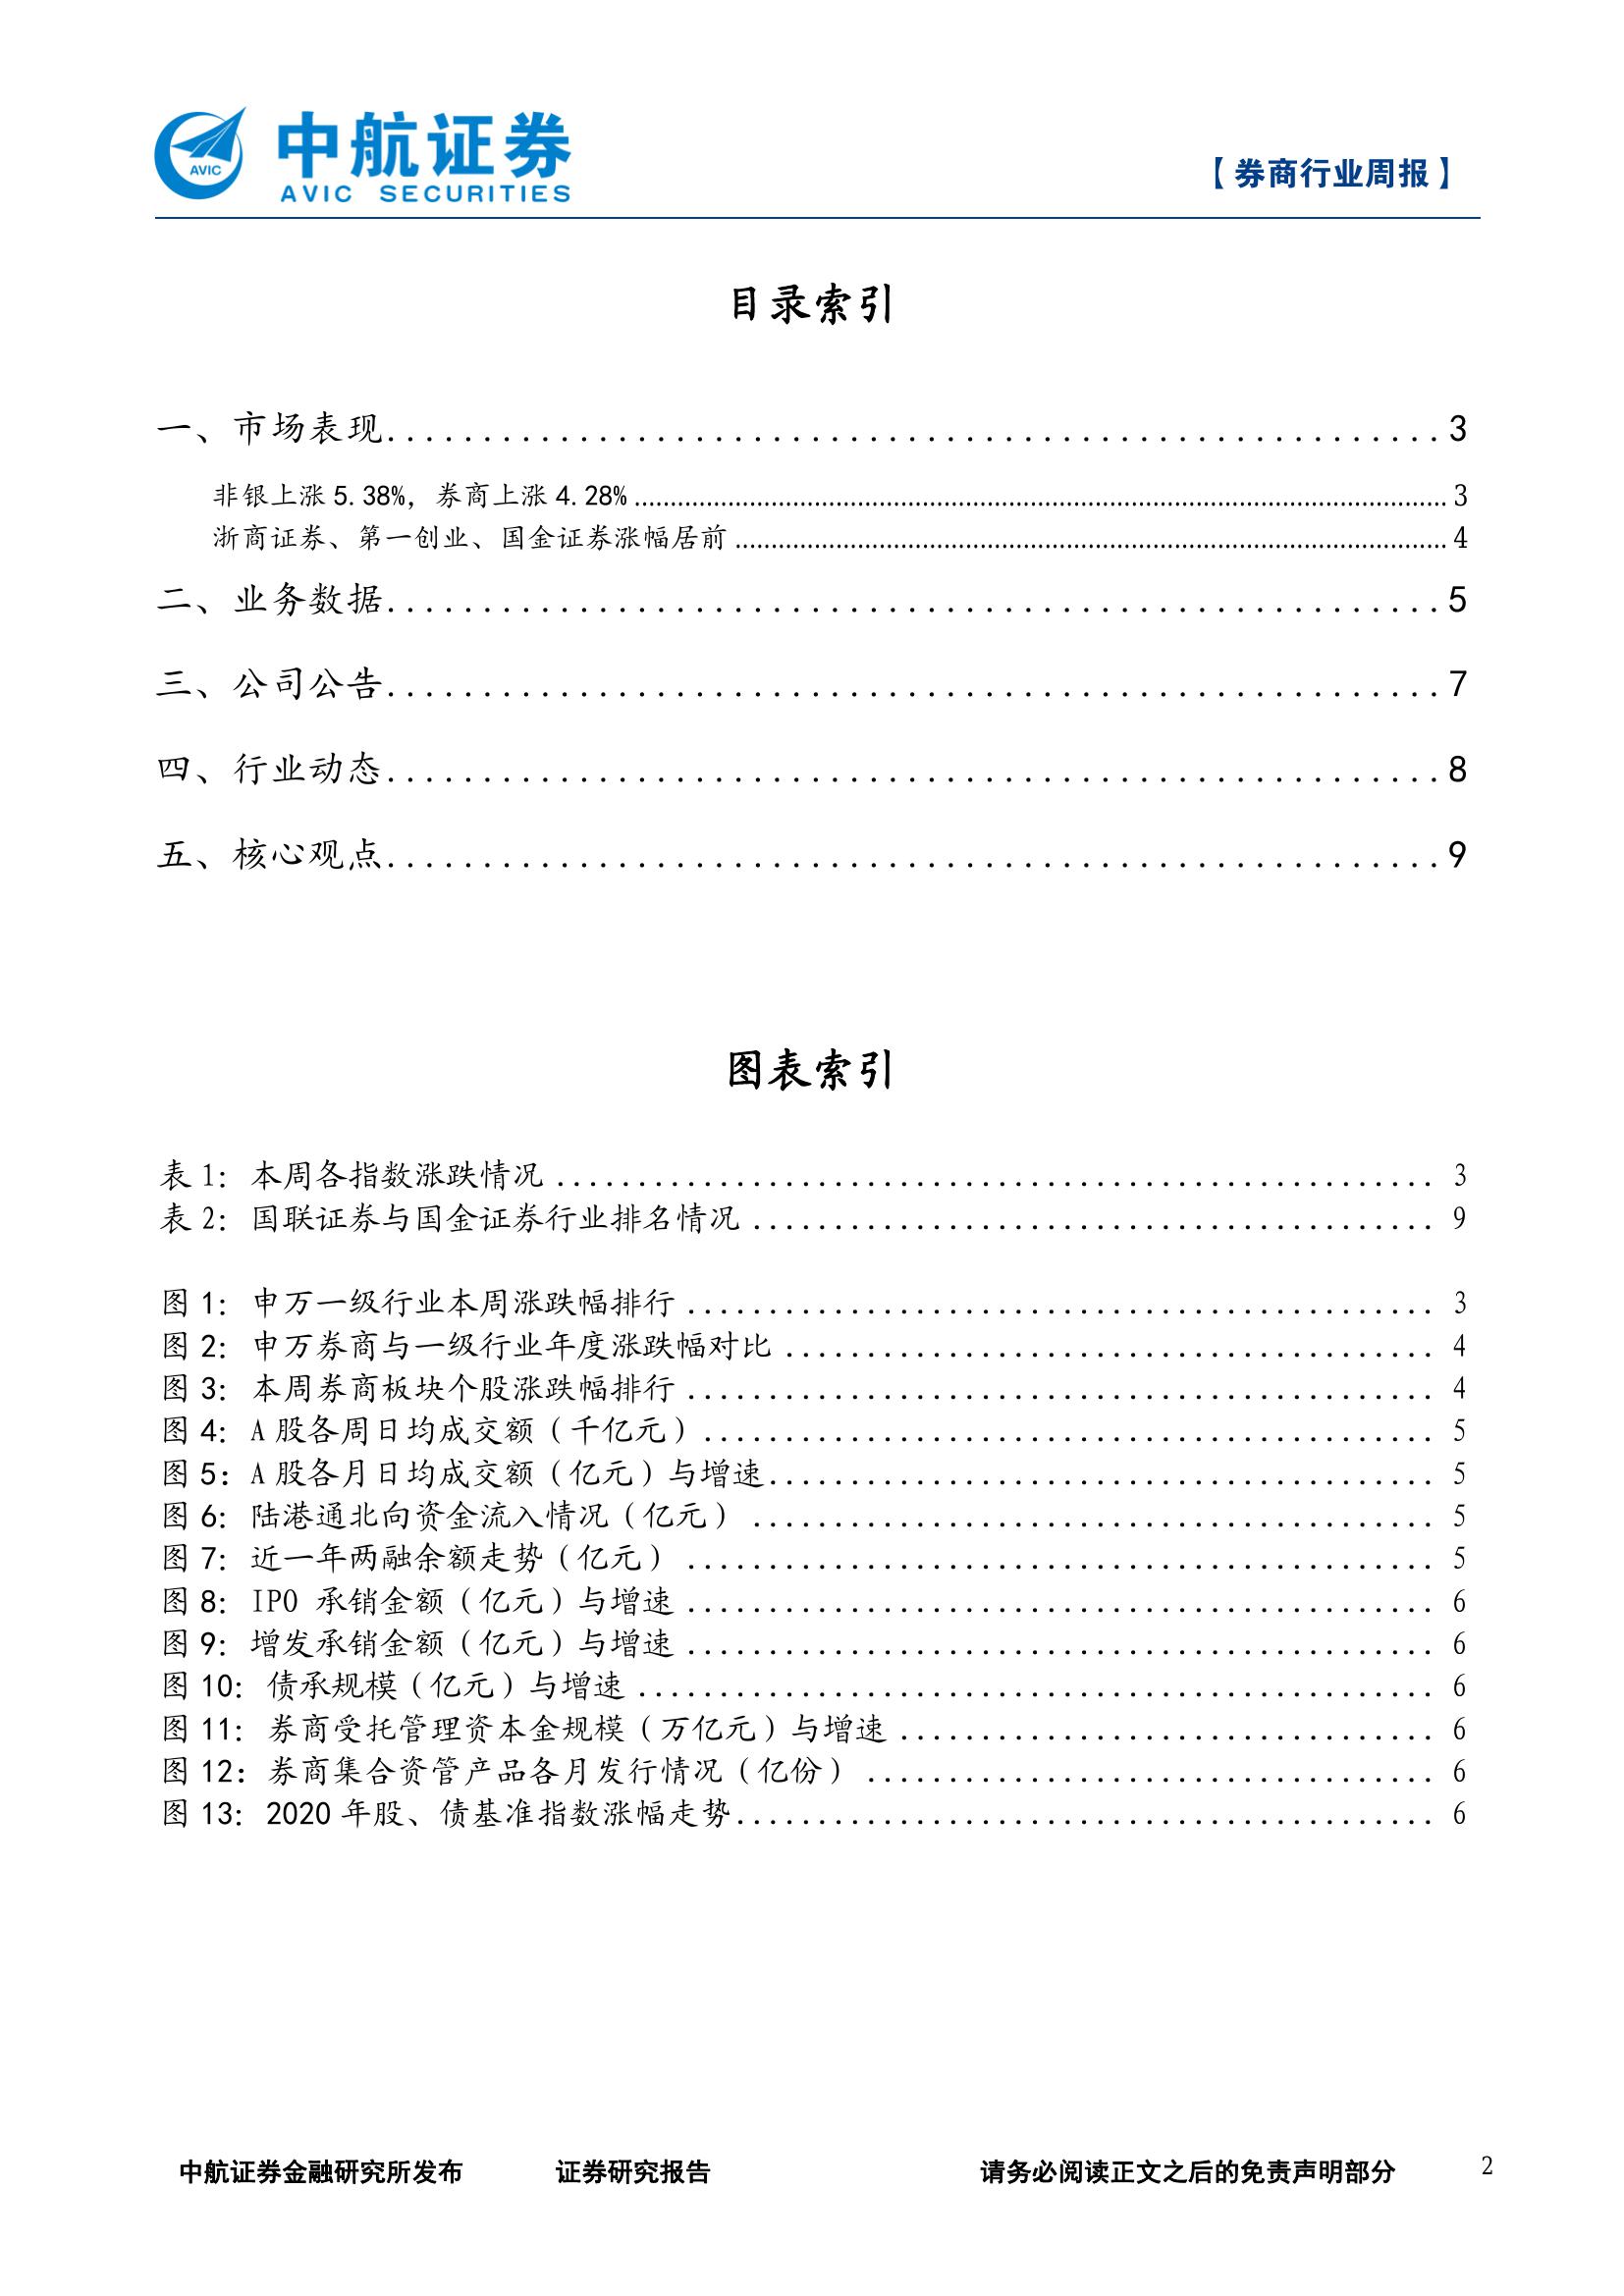 AVIC
中航证券
AVIC SECURITIES
【券商行业周报】
目录索引
一、市场表现......................................................3
非银上涨 5.38%，券商上涨 4.28%......................................................3
浙商证券、第一创业、国金证券涨幅居前......................................................4
二、业务数据......................................................5
三、公司公告......................................................7
四、行业动态......................................................8
五、核心观点......................................................9
图表索引
表 1：本周各指数涨跌情况...................................................... 3
表 2：国联证券与国金证券行业排名情况............................................ 9
图 1：申万一级行业本周涨跌幅排行............................................... 3
图 2：申万券商与一级行业年度涨跌幅对比......................................... 4
图 3：本周券商板块个股涨跌幅排行............................................... 4
图 4：A 股各周日均成交额（千亿元）.............................................. 5
图 5：A 股各月日均成交额（亿元）与增速.......................................... 5
图 6：陆港通北向资金流入情况（亿元）........................................... 5
图 7：近一年两融余额走势（亿元）............................................... 5
图 8：IPO 承销金额（亿元）与增速............................................... 6
图 9：增发承销金额（亿元）与增速............................................... 6
图 10：债承规模（亿元）与增速.................................................. 6
图 11：券商受托管理资本金规模（万亿元）与增速.................................. 6
图 12：券商集合资管产品各月发行情况（亿份）.................................... 6
图 13：2020 年股、债基准指数涨幅走势............................................ 6
中航证券金融研究所发布 证券研究报告 请务必阅读正文之后的免责声明部分 2